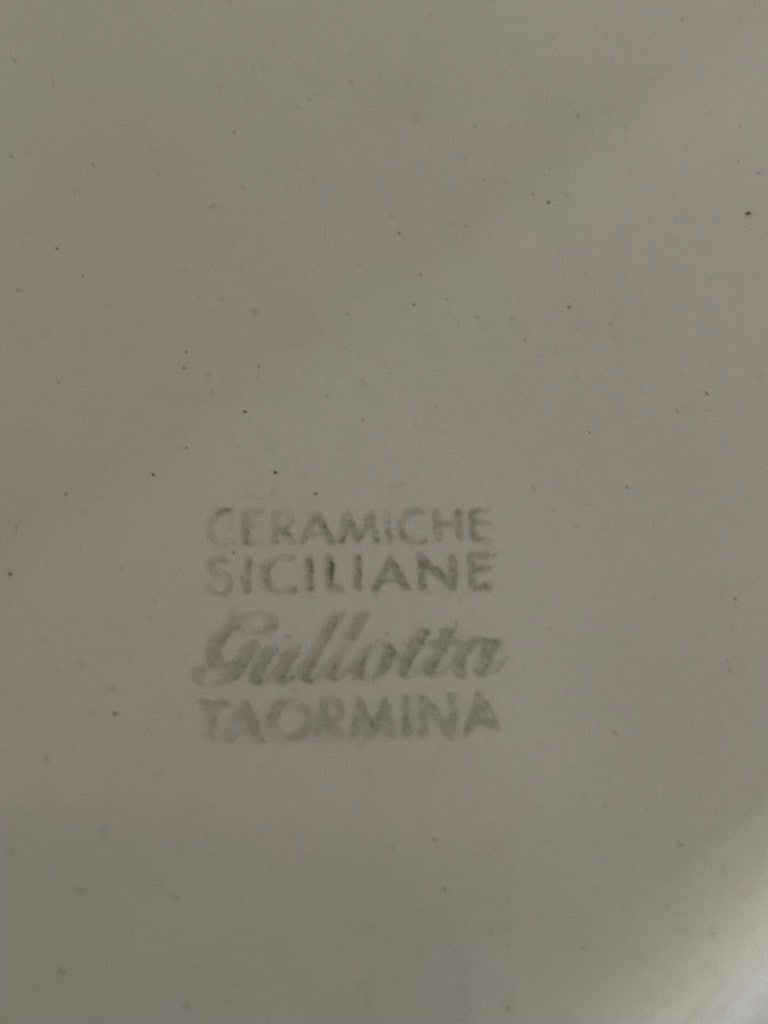 CERAMICHE
SICILIANE
Gullotta
TAORMINA